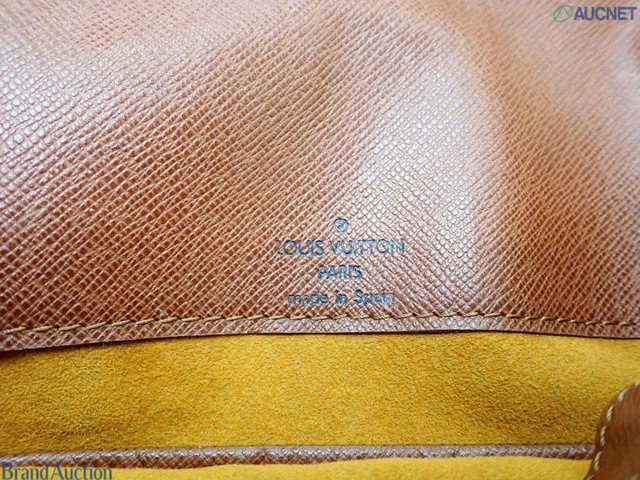 AUCNET
®
LOUIS VUITTON
PARIS
made in Spain
BRAND AUCTION